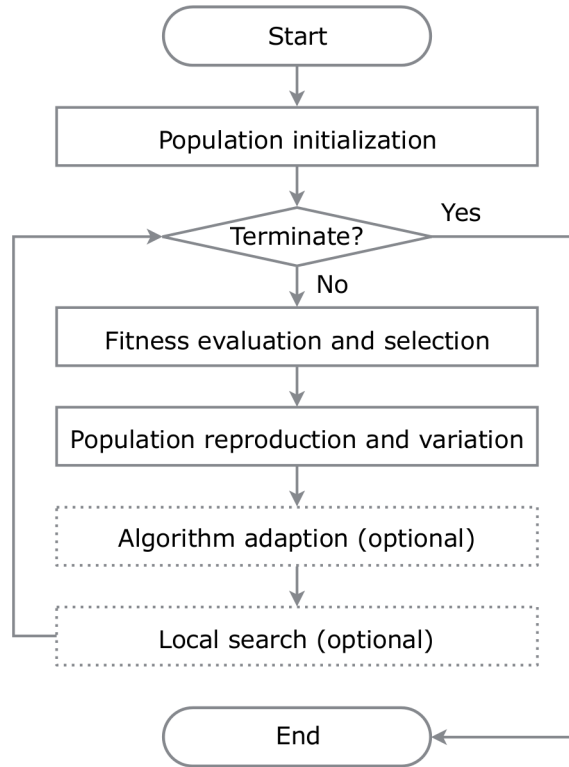 Start
Population initialization
Terminate?
Yes
No
Fitness evaluation and selection
Population reproduction and variation
Algorithm adaption (optional)
Local search (optional)
End